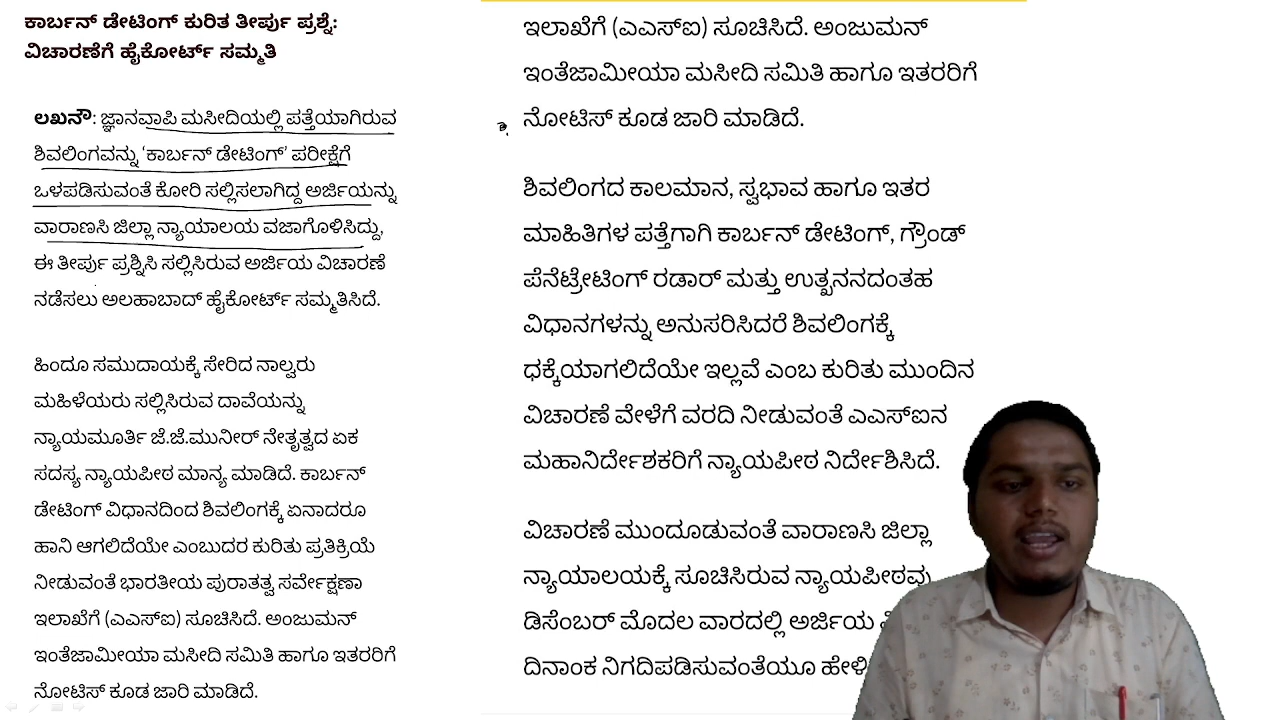 ಕಾರ್ಬನ್ ಡೇಟಿಂಗ್ ಕುರಿತ ತೀರ್ಪು ಪ್ರಶ್ನೆ:
ವಿಚಾರಣೆಗೆ ಹೈಕೋರ್ಟ್ ಸಮ್ಮತಿ
ಲಖನೌ: ಜ್ಞಾನವಾಪಿ ಮಸೀದಿಯಲ್ಲಿ ಪತ್ತೆಯಾಗಿರುವ
ಶಿವಲಿಂಗವನ್ನು ‘ಕಾರ್ಬನ್ ಡೇಟಿಂಗ್’ ಪರೀಕ್ಷೆಗೆ
ಒಳಪಡಿಸುವಂತೆ ಕೋರಿ ಸಲ್ಲಿಸಲಾಗಿದ್ದ ಅರ್ಜಿಯನ್ನು
ವಾರಾಣಸಿ ಜಿಲ್ಲಾ ನ್ಯಾಯಾಲಯ ವಜಾಗೊಳಿಸಿದ್ದು,
ಈ ತೀರ್ಪು ಪ್ರಶ್ನಿಸಿ ಸಲ್ಲಿಸಿರುವ ಅರ್ಜಿಯ ವಿಚಾರಣೆ
ನಡೆಸಲು ಅಲಹಾಬಾದ್ ಹೈಕೋರ್ಟ್ ಸಮ್ಮತಿಸಿದೆ.
ಹಿಂದೂ ಸಮುದಾಯಕ್ಕೆ ಸೇರಿದ ನಾಲ್ವರು
ಮಹಿಳೆಯರು ಸಲ್ಲಿಸಿರುವ ದಾವೆಯನ್ನು
ನ್ಯಾಯಮೂರ್ತಿ ಜೆ.ಜೆ.ಮುನೀರ್ ನೇತೃತ್ವದ ಏಕ
ಸದಸ್ಯ ನ್ಯಾಯಪೀಠ ಮಾನ್ಯ ಮಾಡಿದೆ. ಕಾರ್ಬನ್
ಡೇಟಿಂಗ್ ವಿಧಾನದಿಂದ ಶಿವಲಿಂಗಕ್ಕೆ ಏನಾದರೂ
ಹಾನಿ ಆಗಲಿದೆಯೇ ಎಂಬುದರ ಕುರಿತು ಪ್ರತಿಕ್ರಿಯೆ
ನೀಡುವಂತೆ ಭಾರತೀಯ ಪುರಾತತ್ವ ಸರ್ವೇಕ್ಷಣಾ
ಇಲಾಖೆಗೆ (ಎಎಸ್‌ಐ) ಸೂಚಿಸಿದೆ. ಅಂಜುಮನ್
ಇಂತೆಜಾಮೀಯಾ ಮಸೀದಿ ಸಮಿತಿ ಹಾಗೂ ಇತರರಿಗೆ
ನೋಟಿಸ್ ಕೂಡ ಜಾರಿ ಮಾಡಿದೆ.
ಇಲಾಖೆಗೆ (ಎಎಸ್‌ಐ) ಸೂಚಿಸಿದೆ. ಅಂಜುಮನ್
ಇಂತೆಜಾಮೀಯಾ ಮಸೀದಿ ಸಮಿತಿ ಹಾಗೂ ಇತರರಿಗೆ
ನೋಟಿಸ್ ಕೂಡ ಜಾರಿ ಮಾಡಿದೆ.
ಶಿವಲಿಂಗದ ಕಾಲಮಾನ, ಸ್ವಭಾವ ಹಾಗೂ ಇತರ
ಮಾಹಿತಿಗಳ ಪತ್ತೆಗಾಗಿ ಕಾರ್ಬನ್ ಡೇಟಿಂಗ್, ಗ್ರೌಂಡ್
ಪೆನೆಟ್ರೇಟಿಂಗ್ ರಡಾರ್ ಮತ್ತು ಉತ್ಖನನದಂತಹ
ವಿಧಾನಗಳನ್ನು ಅನುಸರಿಸಿದರೆ ಶಿವಲಿಂಗಕ್ಕೆ
ಧಕ್ಕೆಯಾಗಲಿದೆಯೇ ಇಲ್ಲವೆ ಎಂಬ ಕುರಿತು ಮುಂದಿನ
ವಿಚಾರಣೆ ವೇಳೆಗೆ ವರದಿ ನೀಡುವಂತೆ ಎಎಸ್‌ಐನ
ಮಹಾನಿರ್ದೇಶಕರಿಗೆ ನ್ಯಾಯಪೀಠ ನಿರ್ದೇಶಿಸಿದೆ.
ವಿಚಾರಣೆ ಮುಂದೂಡುವಂತೆ ವಾರಾಣಸಿ ಜಿಲ್ಲಾ
ನ್ಯಾಯಾಲಯಕ್ಕೆ ಸೂಚಿಸಿರುವ ನ್ಯಾಯಪೀಠವು
ಡಿಸೆಂಬರ್ ಮೊದಲ ವಾರದಲ್ಲಿ ಅರ್ಜಿಯ
ದಿನಾಂಕ ನಿಗದಿಪಡಿಸುವಂತೆಯೂ